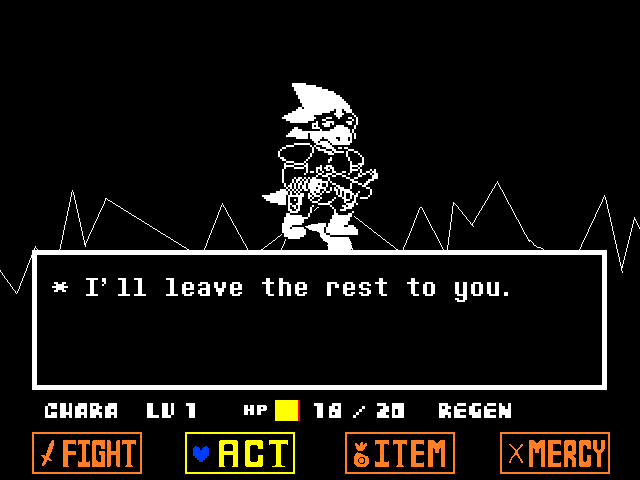 * I'll leave the rest to you.
CHARA LV 1 HP 18 / 20 REGEN
FIGHT ACT ITEM MERCY